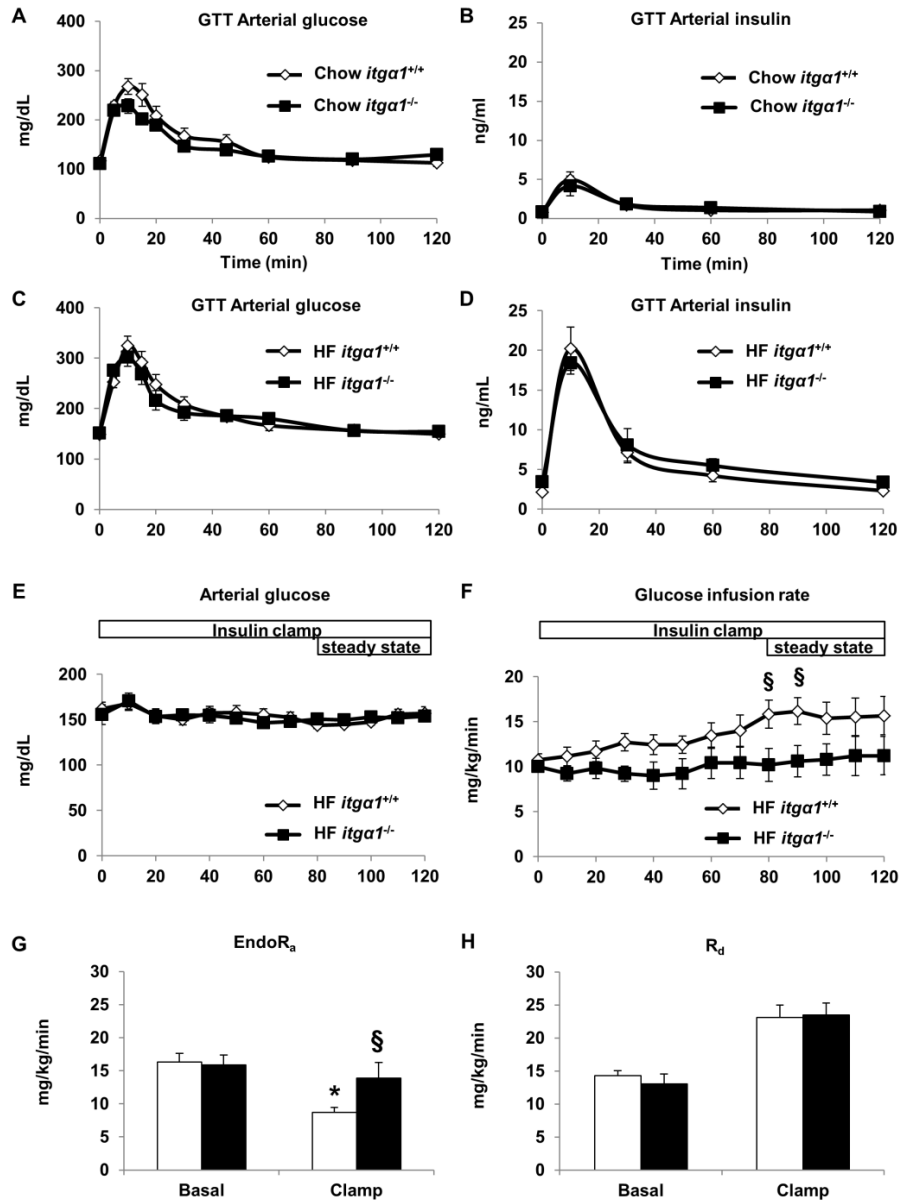 A
GTT Arterial glucose
400
300
200
100
0
mg/dL
Chow itgα1+/+
Chow itgα1-/-
0 20 40 60 80 100 120
Time (min)
B
GTT Arterial insulin
25
20
15
10
5
0
ng/ml
Chow itgα1+/+
Chow itgα1-/-
0 20 40 60 80 100 120
Time (min)
C
GTT Arterial glucose
400
300
200
100
0
mg/dL
HF itgα1+/+
HF itgα1-/-
0 20 40 60 80 100 120
D
GTT Arterial insulin
25
20
15
10
5
0
ng/mL
HF itgα1+/+
HF itgα1-/-
0 20 40 60 80 100 120
E
Arterial glucose
Insulin clamp
steady state
200
150
100
50
0
mg/dL
HF itgα1+/+
HF itgα1-/-
0 20 40 60 80 100 120
F
Glucose infusion rate
Insulin clamp
steady state
20
15
10
5
0
mg/kg/min
§ §
HF itgα1+/+
HF itgα1-/-
0 20 40 60 80 100 120
G
EndoRa
30
25
20
15
10
5
0
mg/kg/min
* §
Basal Clamp
H
Rd
30
25
20
15
10
5
0
mg/kg/min
Basal Clamp